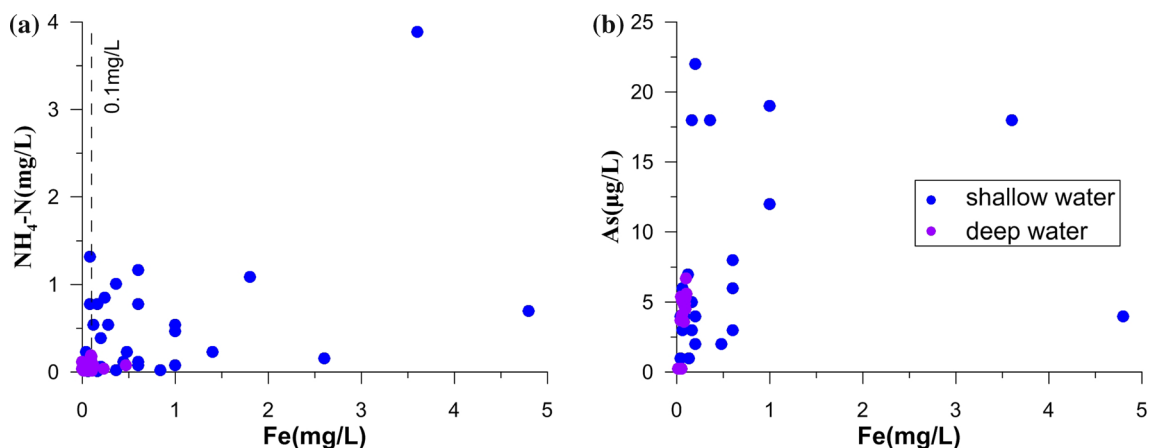 (a)
NH₄-N(mg/L)
4
3
2
1
0
0.1mg/L
0 1 2 3 4 5
Fe(mg/L)
(b)
As(µg/L)
25
20
15
10
5
0
shallow water
deep water
0 1 2 3 4 5
Fe(mg/L)